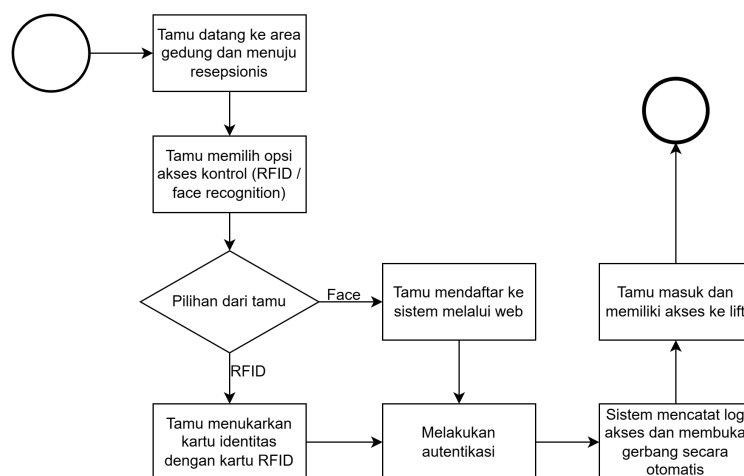 Tamu datang ke area
gedung dan menuju
resepsionis
Tamu memilih opsi
akses kontrol (RFID /
face recognition)
Pilihan dari tamu
Face
Tamu mendaftar ke
sistem melalui web
Tamu masuk dan
memiliki akses ke lift
RFID
Tamu menukarkan
kartu identitas
dengan kartu RFID
Melakukan
autentikasi
Sistem mencatat log
akses dan membuka
gerbang secara
otomatis